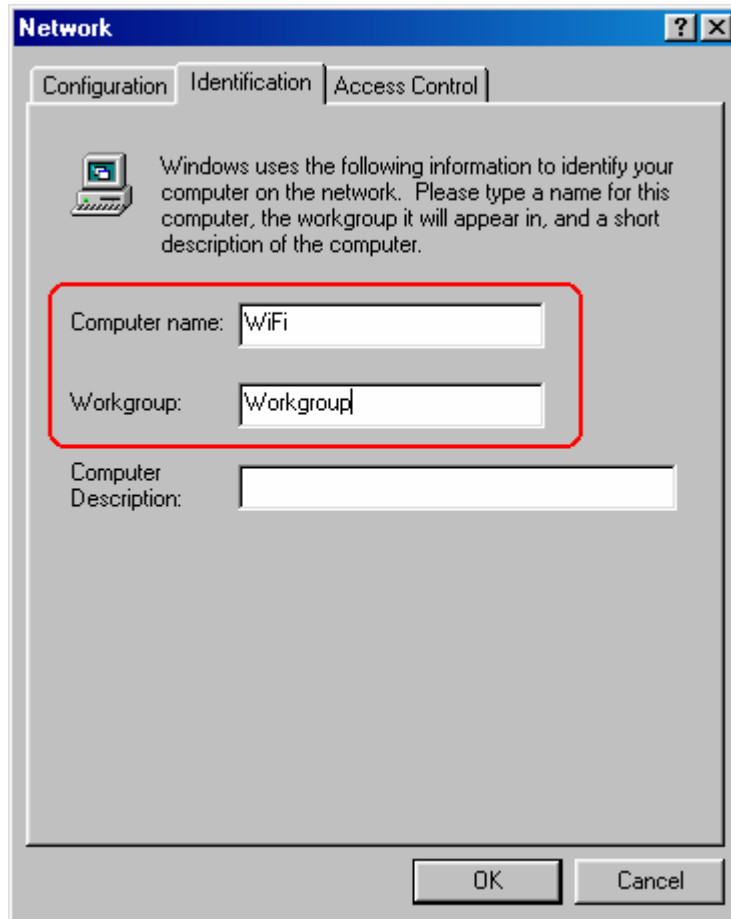 Network
Configuration Identification Access Control
Windows uses the following information to identify your
computer on the network. Please type a name for this
computer, the workgroup it will appear in, and a short
description of the computer.
Computer name: WiFi
Workgroup: Workgroup
Computer
Description:
OK Cancel